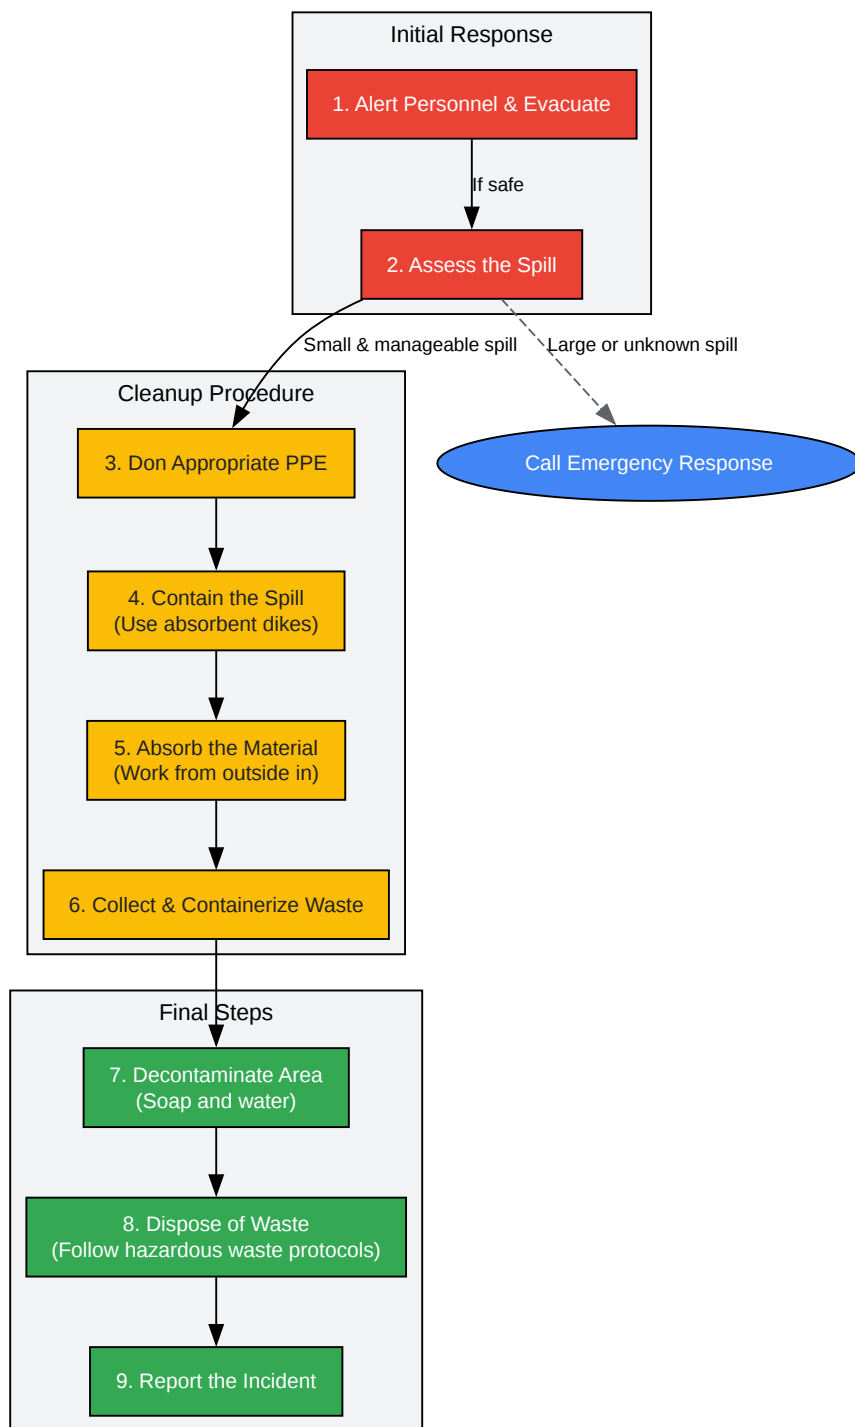 Initial Response
1. Alert Personnel & Evacuate
If safe
2. Assess the Spill
Small & manageable spill
Large or unknown spill
Cleanup Procedure
3. Don Appropriate PPE
Call Emergency Response
4. Contain the Spill
(Use absorbent dikes)
5. Absorb the Material
(Work from outside in)
6. Collect & Containerize Waste
Final Steps
7. Decontaminate Area
(Soap and water)
8. Dispose of Waste
(Follow hazardous waste protocols)
9. Report the Incident